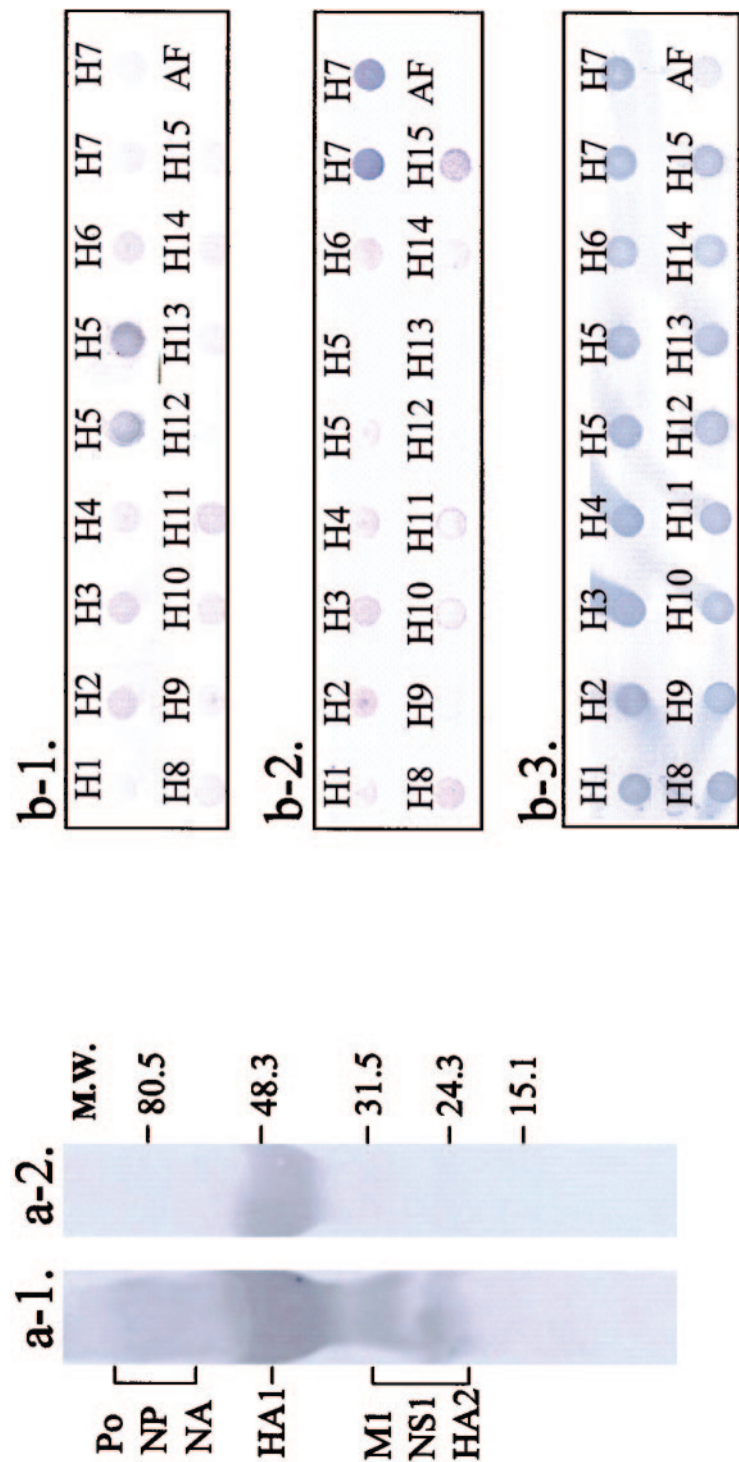 a-1.
a-2.
M.W.
Po
NP
NA
HA1
M1
NS1
HA2
80.5
48.3
31.5
24.3
15.1
b-1.
H1 H2 H3 H4 H5 H5 H6 H7 H7
H8 H9 H10 H11 H12 H13 H14 H15 AF
b-2.
H1 H2 H3 H4 H5 H5 H6 H7 H7
H8 H9 H10 H11 H12 H13 H14 H15 AF
b-3.
H1 H2 H3 H4 H5 H5 H6 H7 H7
H8 H9 H10 H11 H12 H13 H14 H15 AF